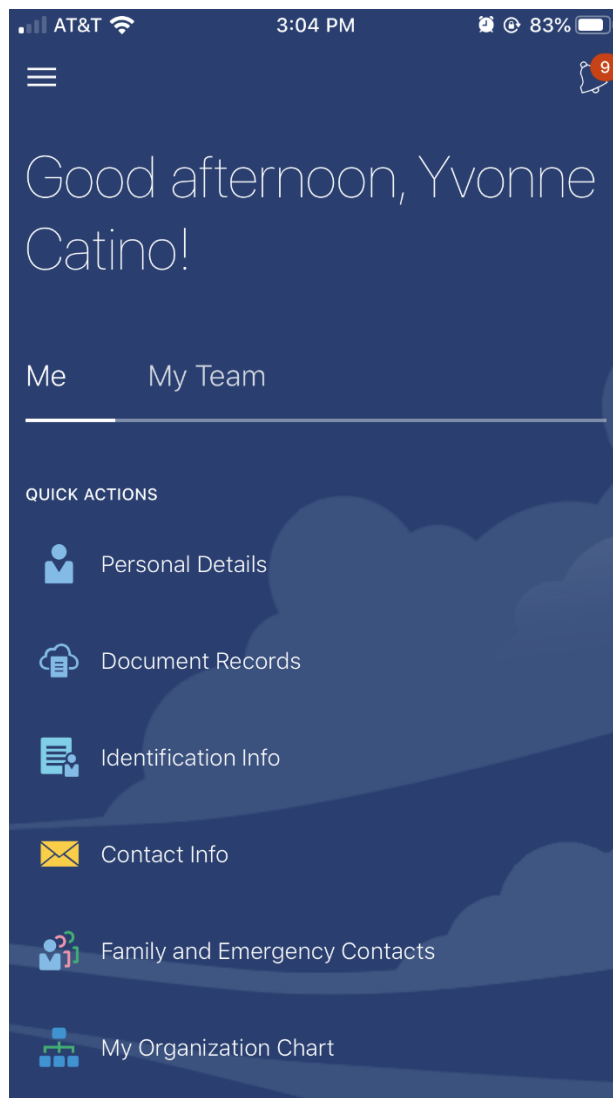 AT&T 3:04 PM 83%
9
Good afternoon, Yvonne
Catino!
Me My Team
QUICK ACTIONS
Personal Details
Document Records
Identification Info
Contact Info
Family and Emergency Contacts
My Organization Chart